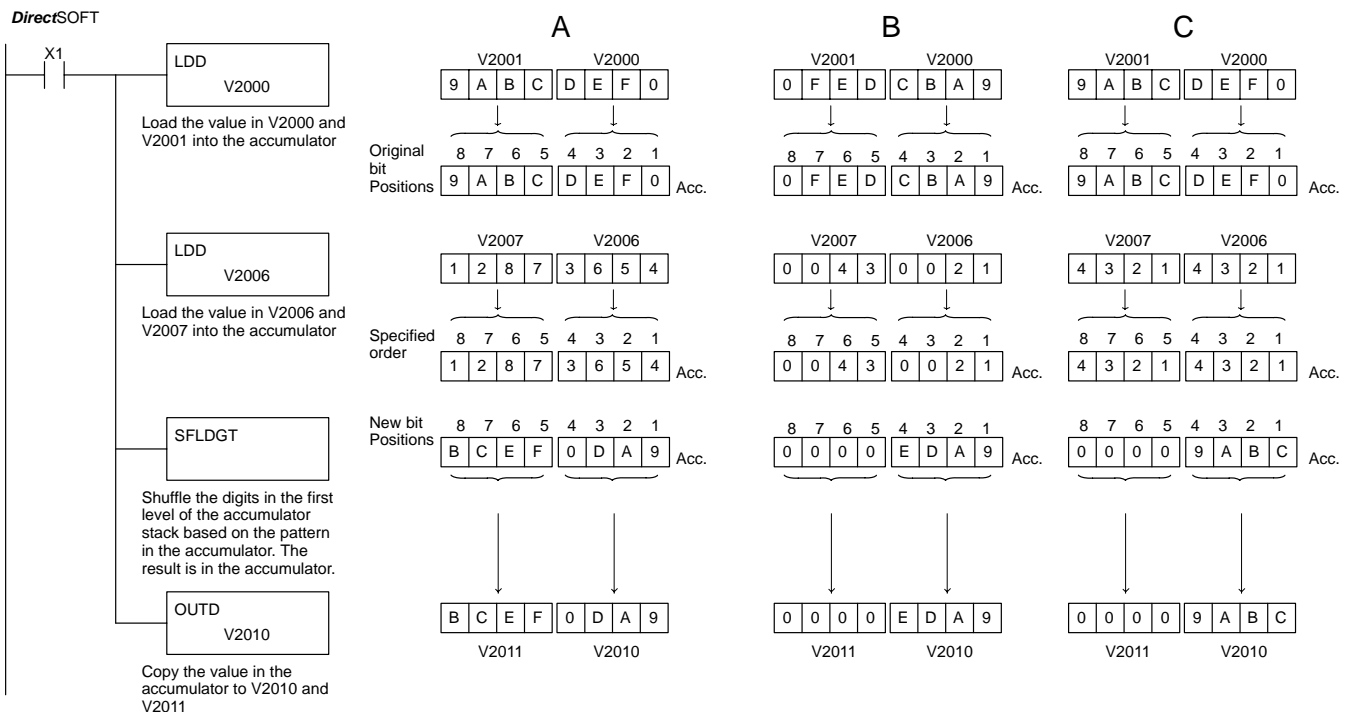 DirectSOFT
X1
LDD
V2000
Load the value in V2000 and
V2001 into the accumulator
LDD
V2006
Load the value in V2006 and
V2007 into the accumulator
SFLDGT
Shuffle the digits in the first
level of the accumulator
stack based on the pattern
in the accumulator. The
result is in the accumulator.
OUTD
V2010
Copy the value in the
accumulator to V2010 and
V2011
Original
bit
Positions
Specified
order
New bit
Positions
A
V2001 V2000
9 A B C D E F 0
8 7 6 5 4 3 2 1
9 A B C D E F 0 Acc.
V2007 V2006
1 2 8 7 3 6 5 4
8 7 6 5 4 3 2 1
1 2 8 7 3 6 5 4 Acc.
8 7 6 5 4 3 2 1
B C E F 0 D A 9 Acc.
B C E F 0 D A 9
V2011 V2010
B
V2001 V2000
0 F E D C B A 9
8 7 6 5 4 3 2 1
0 F E D C B A 9 Acc.
V2007 V2006
0 0 4 3 0 0 2 1
8 7 6 5 4 3 2 1
0 0 4 3 0 0 2 1 Acc.
8 7 6 5 4 3 2 1
0 0 0 0 E D A 9 Acc.
0 0 0 0 E D A 9
V2011 V2010
C
V2001 V2000
9 A B C D E F 0
8 7 6 5 4 3 2 1
9 A B C D E F 0 Acc.
V2007 V2006
4 3 2 1 4 3 2 1
8 7 6 5 4 3 2 1
4 3 2 1 4 3 2 1 Acc.
8 7 6 5 4 3 2 1
0 0 0 0 9 A B C Acc.
0 0 0 0 9 A B C
V2011 V2010